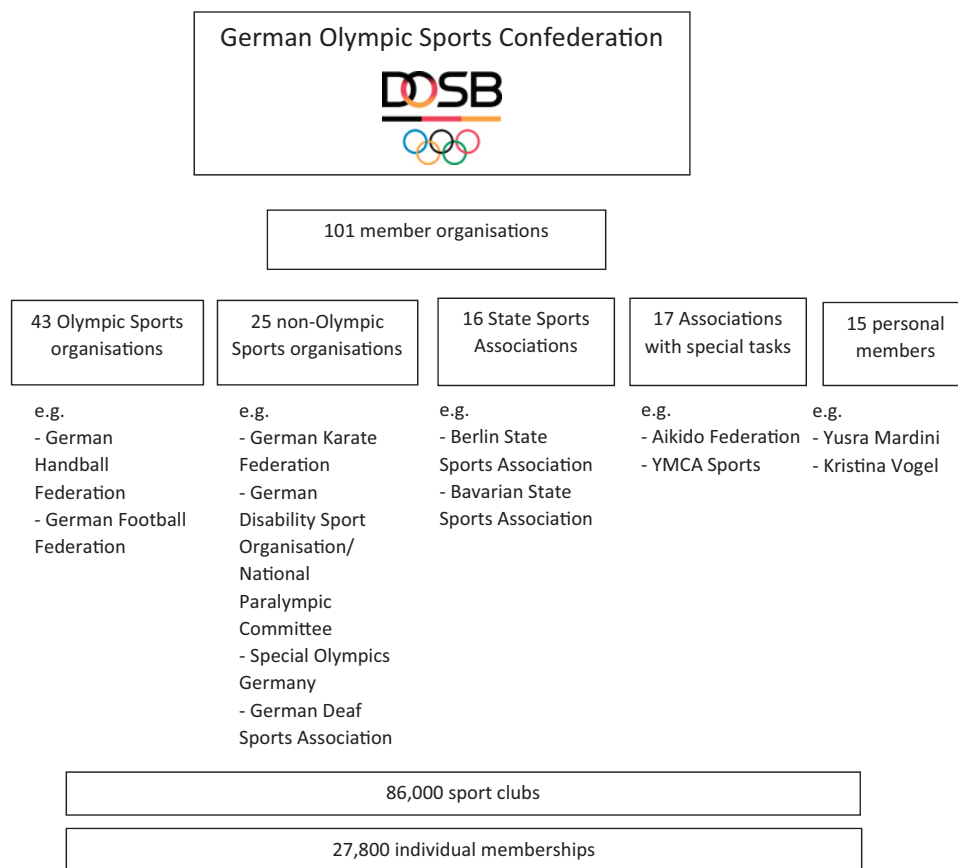 German Olympic Sports Confederation
DOSB
101 member organisations
43 Olympic Sports
organisations
25 non-Olympic
Sports organisations
16 State Sports
Associations
17 Associations
with special tasks
15 personal
members
e.g.
- German
Handball
Federation
- German Football
Federation
e.g.
- German Karate
Federation
- German
Disability Sport
Organisation/
National
Paralympic
Committee
- Special Olympics
Germany
- German Deaf
Sports Association
e.g.
- Berlin State
Sports Association
- Bavarian State
Sports Association
e.g.
- Aikido Federation
- YMCA Sports
e.g.
- Yusra Mardini
- Kristina Vogel
86,000 sport clubs
27,800 individual memberships